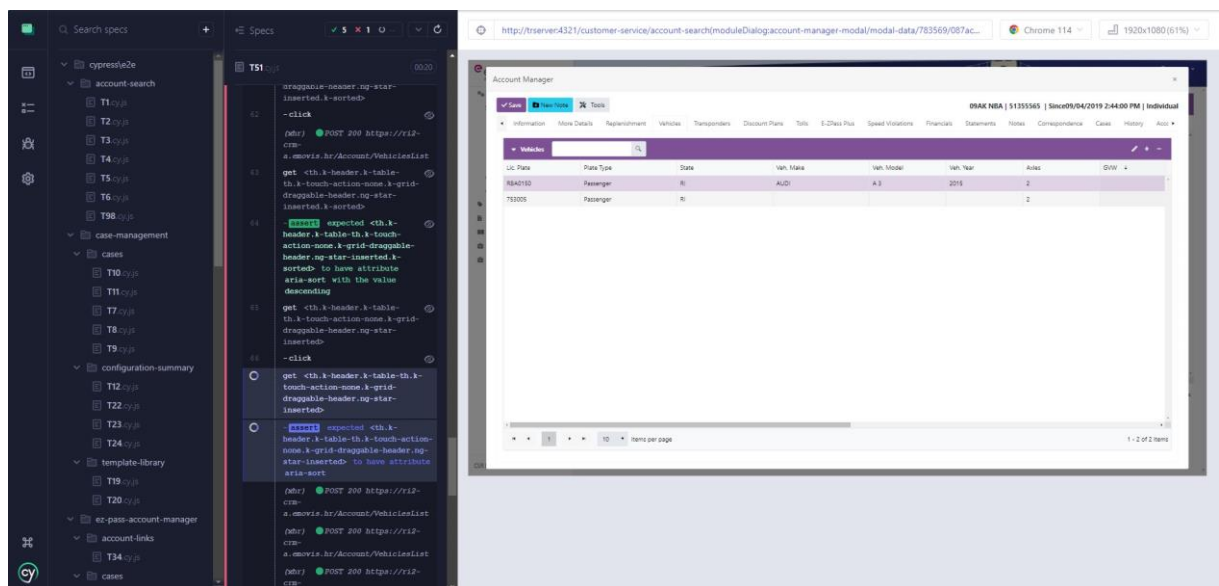 Search specs
+
cypress\e2e
account-search
T1.cy.js
T2.cy.js
T3.cy.js
T4.cy.js
T5.cy.js
T6.cy.js
T98.cy.js
case-management
cases
T10.cy.js
T11.cy.js
T7.cy.js
T8.cy.js
T9.cy.js
configuration-summary
T12.cy.js
T22.cy.js
T23.cy.js
T24.cy.js
template-library
T19.cy.js
T20.cy.js
ez-pass-account-manager
account-links
T34.cy.js
cases
cy
Specs
5
1
T51.cy.js
00:20
draggable-header.ng-star-
inserted.k-sorted>
62 -click
(xhr) POST 200 https://ri2-
crm-
a.emovis.hr/Account/VehiclesList
63 get <th.k-header.k-table-
th.k-touch-action-none.k-grid-
draggable-header.ng-star-
inserted.k-sorted>
64 -assert expected <th.k-
header.k-table-th.k-touch-
action-none.k-grid-draggable-
header.ng-star-inserted.k-
sorted> to have attribute
aria-sort with the value
descending
65 get <th.k-header.k-table-
th.k-touch-action-none.k-grid-
draggable-header.ng-star-
inserted>
66 -click
get <th.k-header.k-table-th.k-
touch-action-none.k-grid-
draggable-header.ng-star-
inserted>
-assert expected <th.k-
header.k-table-th.k-touch-action-
none.k-grid-draggable-header.ng-
star-inserted> to have attribute
aria-sort
(xhr) POST 200 https://ri2-
crm-
a.emovis.hr/Account/VehiclesList
(xhr) POST 200 https://ri2-
crm-
a.emovis.hr/Account/VehiclesList
(xhr) POST 200 https://ri2-
crm-
http://trserver:4321/customer-service/account-search(moduleDialog:account-manager-modal/modal-data/783569/087ac...
Chrome 114
1920x1080 (61%)
Account Manager
Save
New Note
Tools
09AK NBA | 51355565 | Since09/04/2019 2:44:00 PM | Individual
Information More Details Replenishment Vehicles Transponders Discount Plans Tolls E-ZPass Plus Speed Violations Financials Statements Notes Correspondence Cases History Acc
Vehicles
Lic. Plate Plate Type State Veh. Make Veh. Model Veh. Year Axles GVW
RBA0150 Passenger RI AUDI A 3 2015 2
753005 Passenger RI 2
1
10 items per page
1 - 2 of 2 items